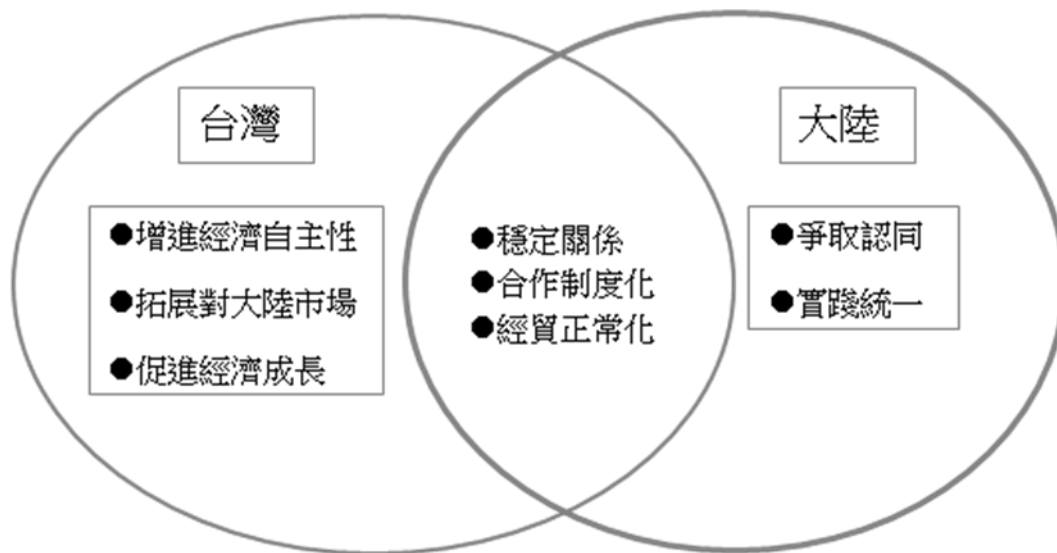 台灣
●增進經濟自主性
●拓展對大陸市場
●促進經濟成長
●穩定關係
●合作制度化
●經貿正常化
大陸
●爭取認同
●實踐統一